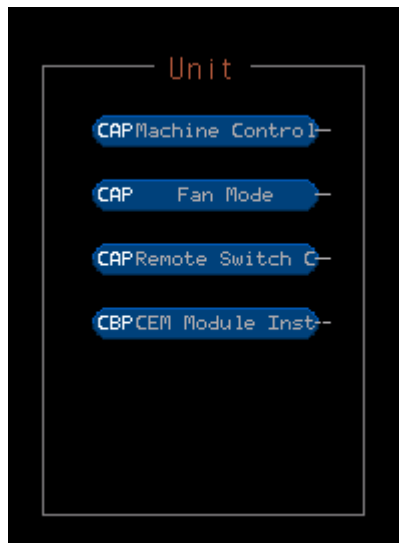 Unit
CAP Machine Control
CAP Fan Mode
CAP Remote Switch C
CBP CEM Module Inst